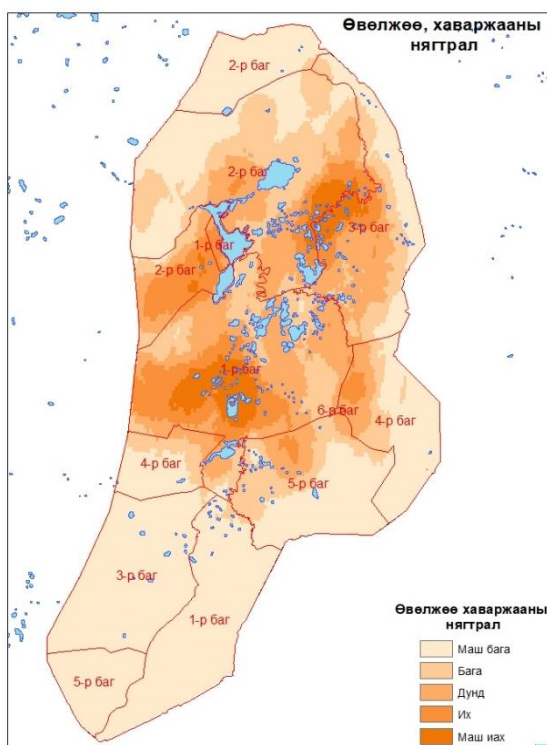 Өвөлжөө, хаваржааны
нягтрал
2-р баг
2-р баг
3-р баг
1-р баг
2-р баг
1-р баг
6-р баг
4-р баг
4-р баг
5-р баг
3-р баг
1-р баг
5-р баг
Өвөлжөө хаваржааны
нягтрал
Маш бага
Бага
Дунд
Их
Маш иах